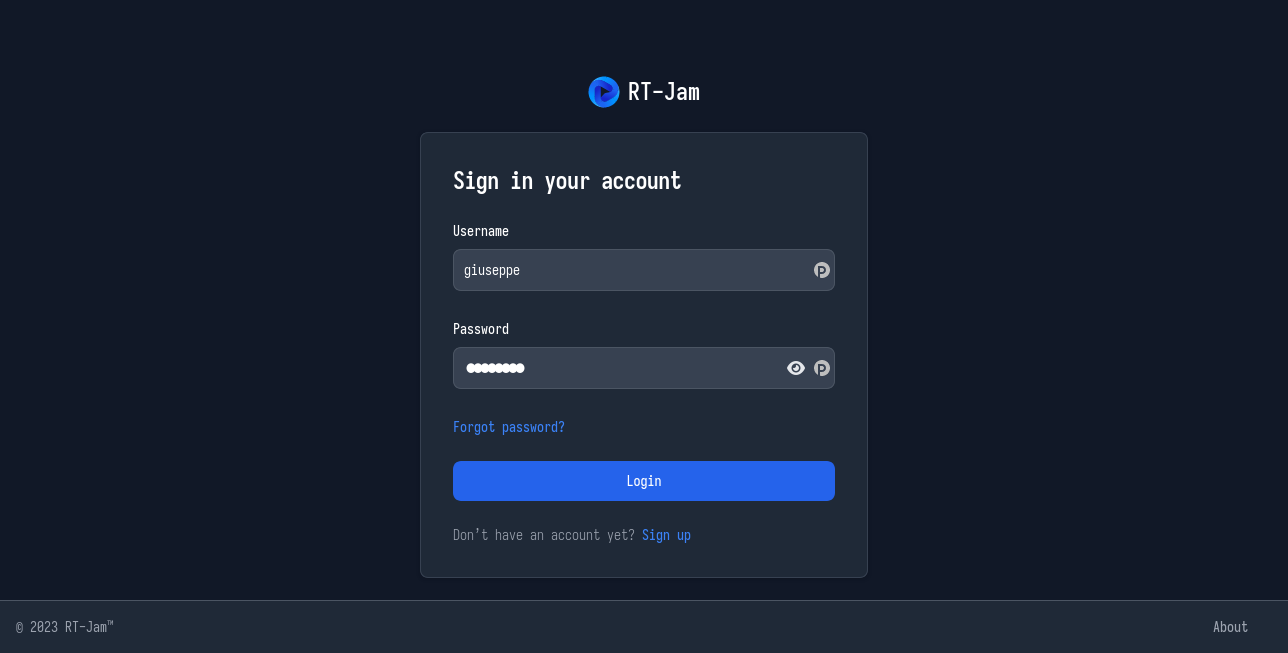 RT-Jam
Sign in your account
Username
giuseppe
Password
••••••••
Forgot password?
Login
Don't have an account yet? Sign up
© 2023 RT-Jam™ About